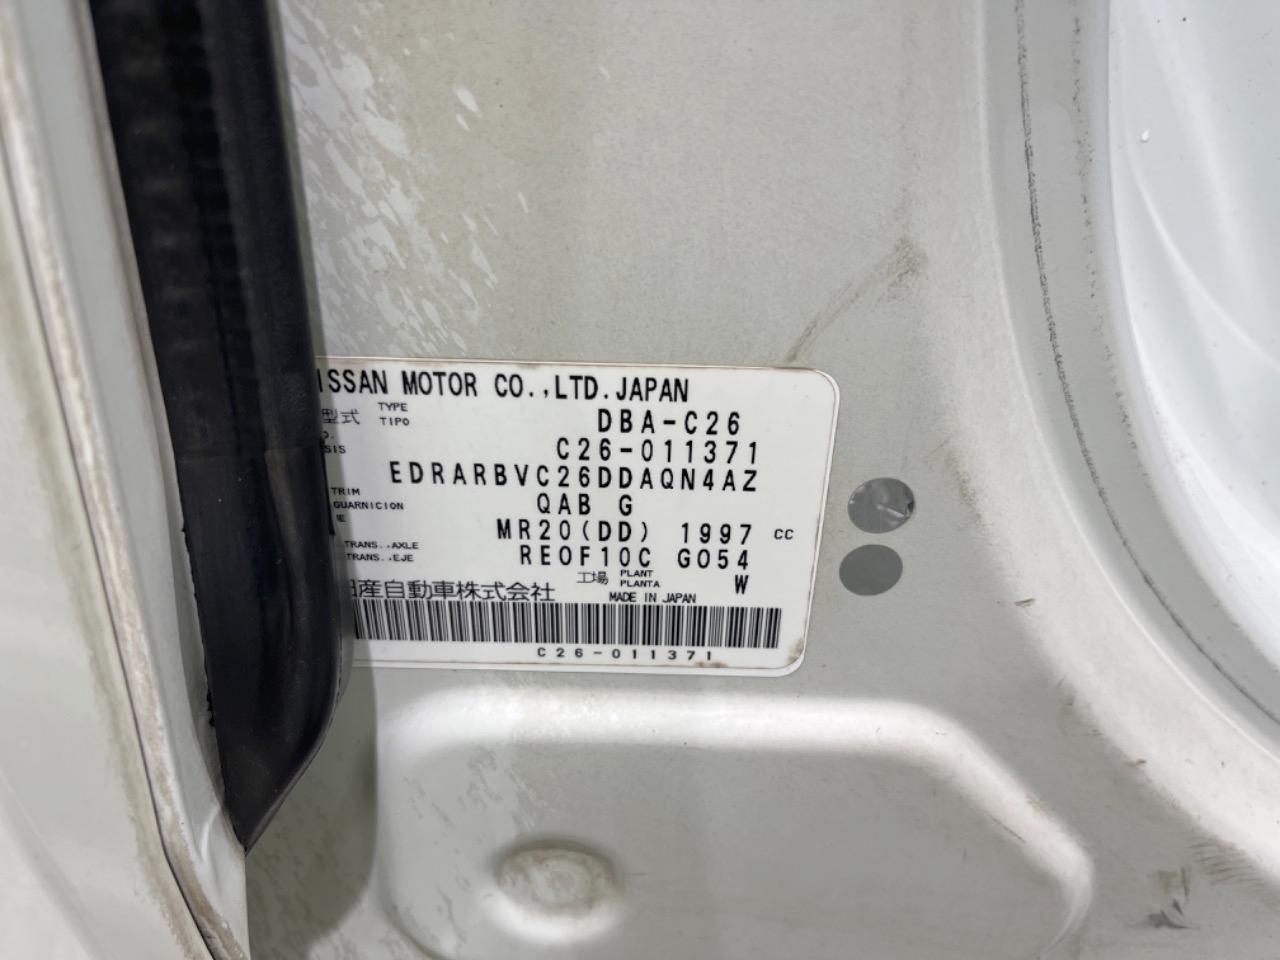 ISSAN MOTOR CO.,LTD.JAPAN
型式 TYPE TIPO DBA-C26
SIS C26-011371
EDRARBVC26DDAQN4AZ
TRIM GUARNICION QAB G
MR20(DD) 1997 CC
TRANS..AXLE TRANS..EJE RE0F10C G054
工場 PLANT PLANTA W
日産自動車株式会社 MADE IN JAPAN
C26-011371